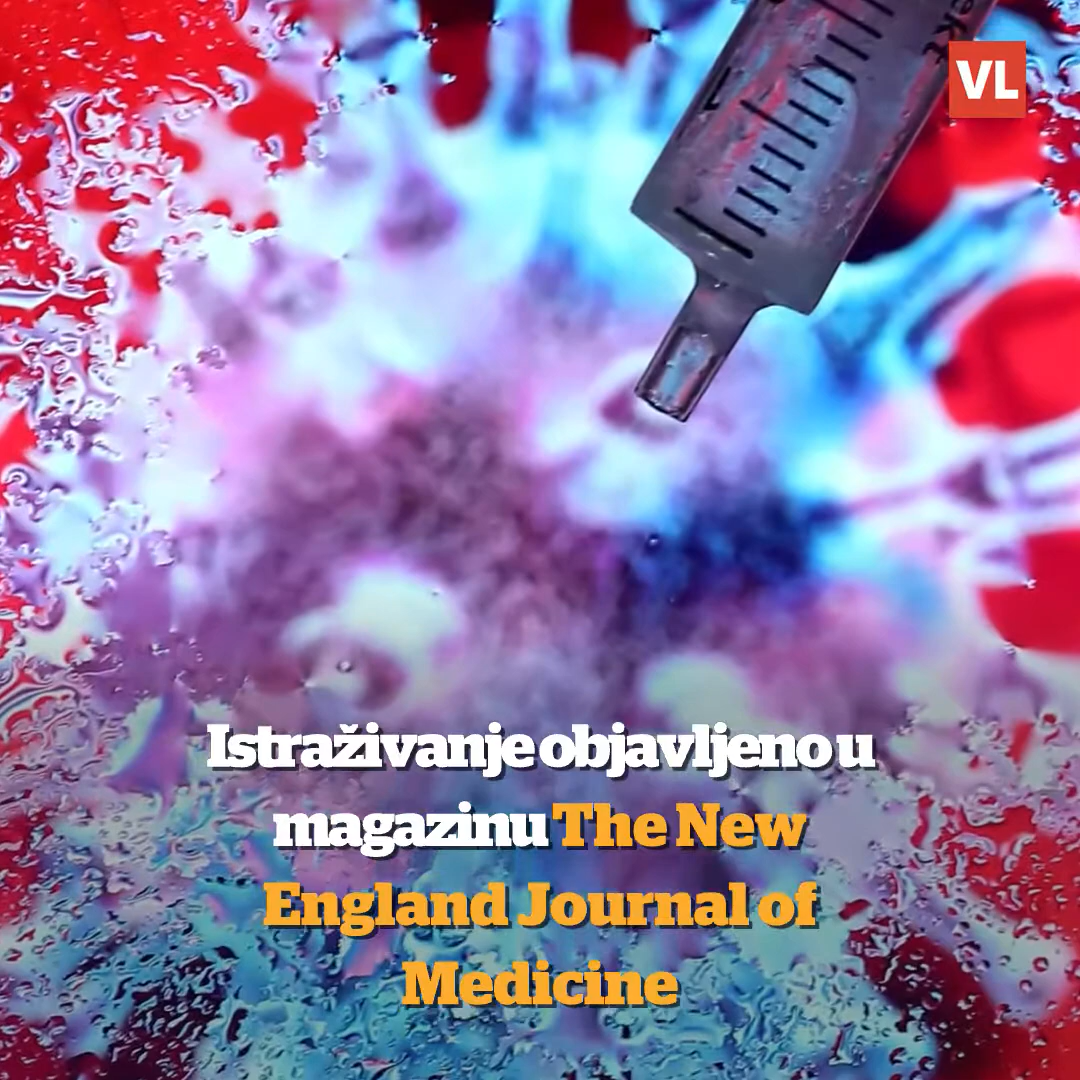 VL
Istraživanje objavljeno u
magazinu The New
England Journal of
Medicine